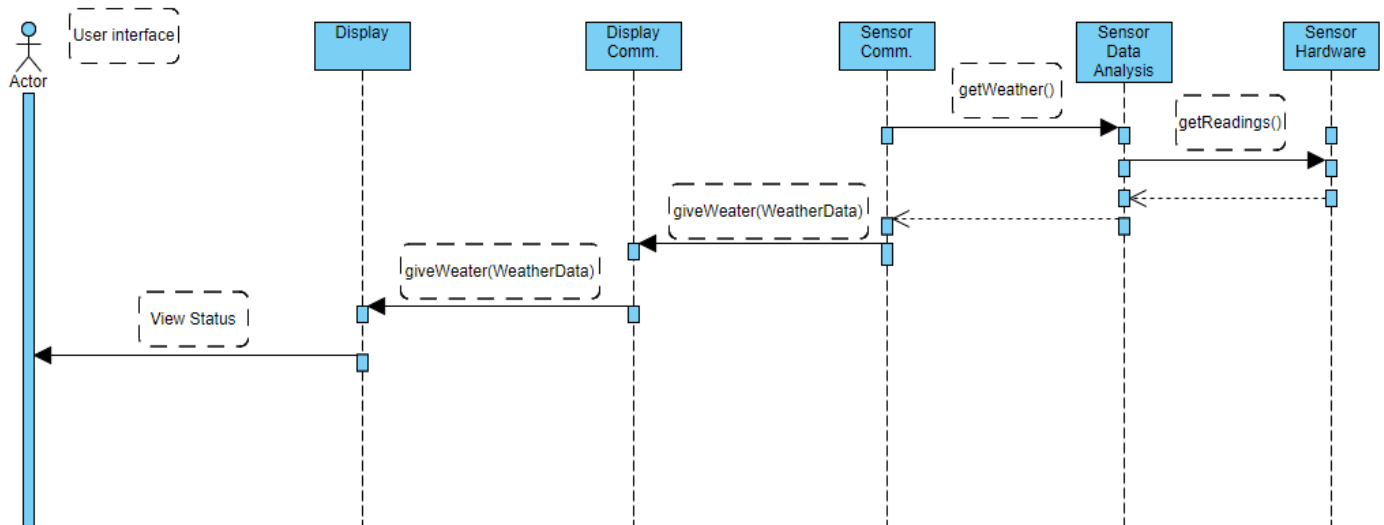 User interface
Actor
Display
Display
Comm.
Sensor
Comm.
Sensor
Data
Analysis
Sensor
Hardware
getWeather()
getReadings()
giveWeater(WeatherData)
giveWeater(WeatherData)
View Status